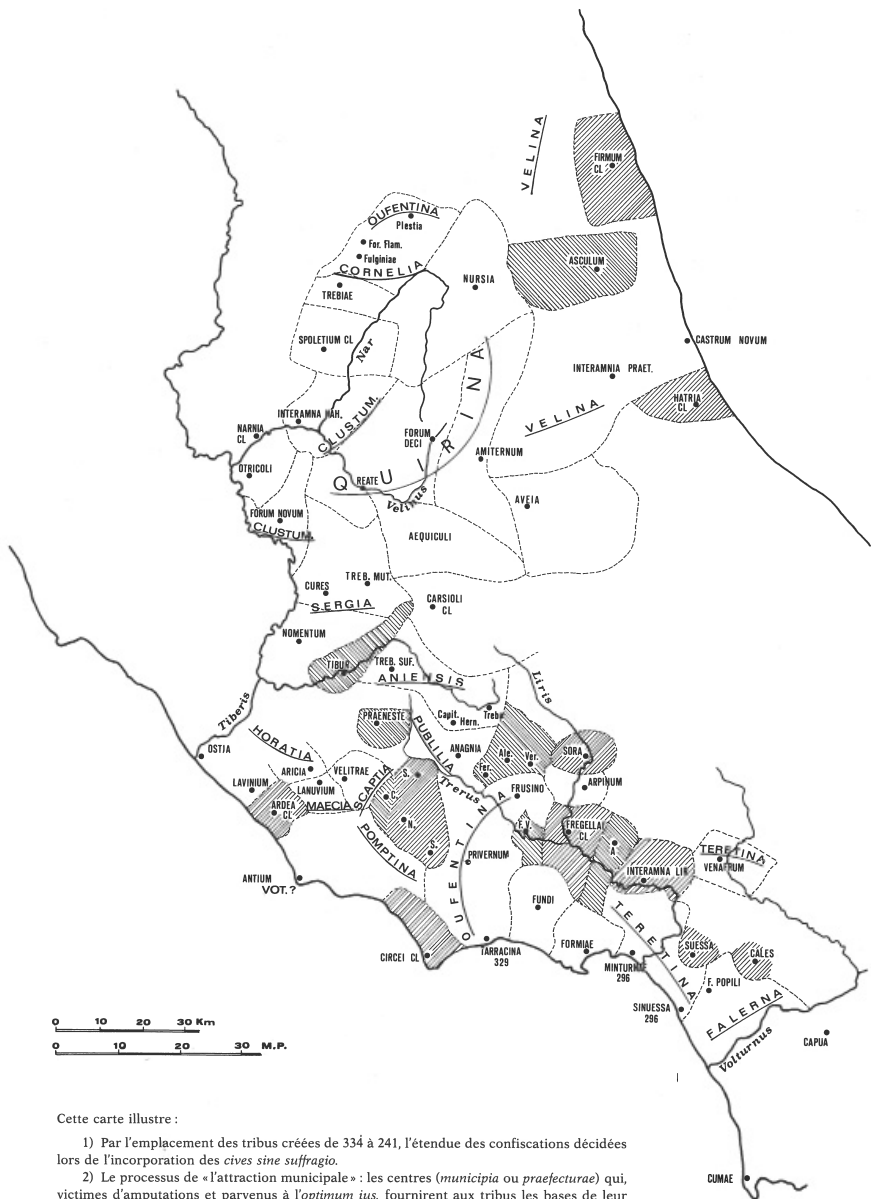 VELINA
FIRMUM
CL
OUFENTINA
Plestia
For. Flam.
Fulginiae
CORNELIA
TREBIAE
NURSIA
ASCULUM
SPOLETIUM CL
Nar
CASTRUM NOVUM
INTERAMNIA PRAET.
HATRIA
CL
VELINA
INTERAMNA NAH.
CLUSTUM.
NARNIA
CL
FORUM
DECI
QUIRINA
AMITERNUM
OTRICOLI
REATE
Velinus
AVEIA
FORUM NOVUM
CLUSTUM.
AEQUICULI
TREB. MUT.
CURES
SERGIA
CARSIOLI
CL
NOMENTUM
TIBUR
TREB. SUF.
ANIENSIS
Liris
Tiberis
PRAENESTE
PUBLILIA
Capit.
Hern.
Treba
OSTIA
HORATIA
ANAGNIA
Ale.
Ver.
SORA
Fer.
ARICIA
VELITRAE
SCAPTIA
S.
Trerus
LAVINIUM
LANUVIUM
ARPINUM
ARDEA
CL
MAECIA
C.
FRUSINO
N.
F.V.
FREGELLAE
CL
A.
POMPTINA
S.
PRIVERNUM
OUFENTINA
INTERAMNA LIR.
TERETINA
VENAFRUM
ANTIUM
VOT. ?
FUNDI
TERETINA
CIRCEI CL
TARRACINA
329
FORMIAE
MINTURNAE
296
SUESSA
CALES
F. POPILI
SINUESSA
296
FALERNA
Volturnus
CAPUA
0 10 20 30 Km
0 10 20 30 M.P.
CUMAE
Cette carte illustre :
1) Par l'emplacement des tribus créées de 334 à 241, l'étendue des confiscations décidées
lors de l'incorporation des cives sine suffragio.
2) Le processus de «l'attraction municipale» : les centres (municipia ou praefecturae) qui,
victimes d'amputations et parvenus à l'optimum ius, fournirent aux tribus les bases de leur